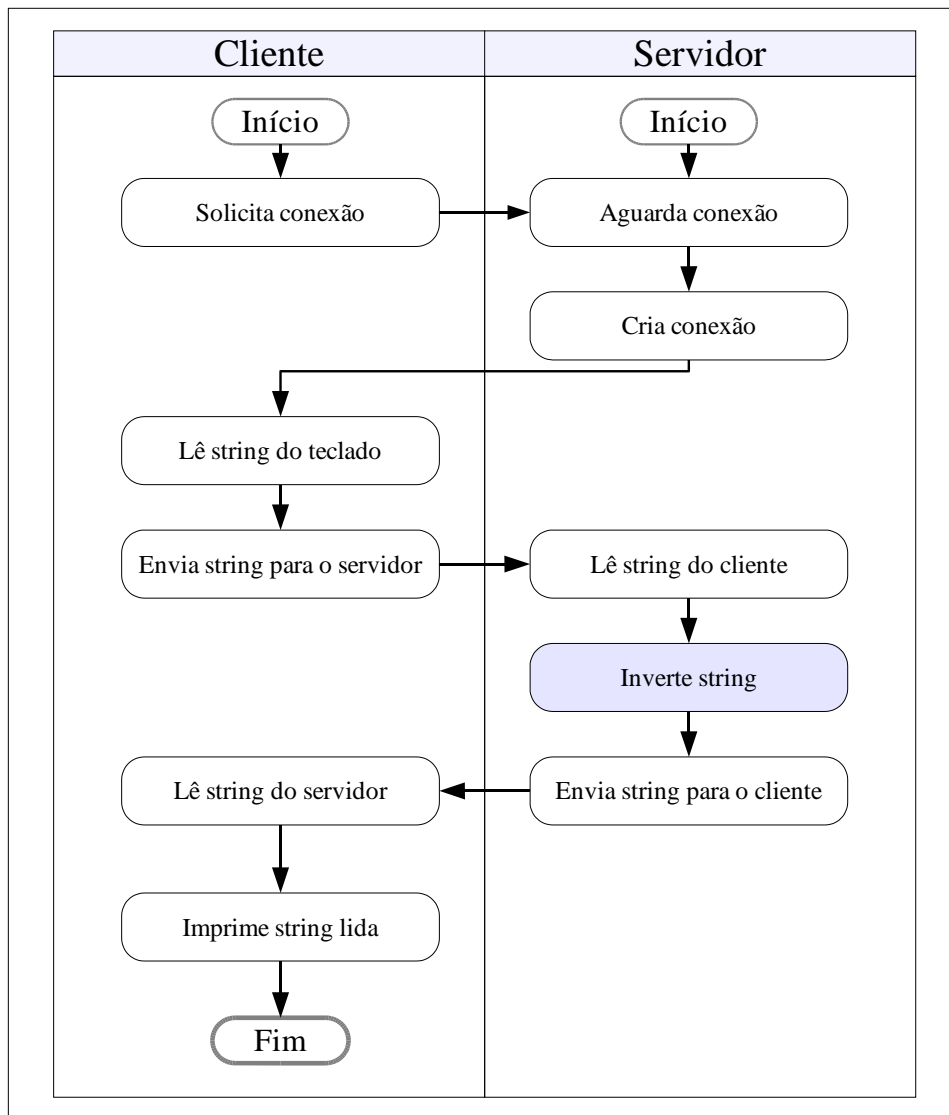 Cliente
Servidor
Início
Início
Solicita conexão
Aguarda conexão
Cria conexão
Lê string do teclado
Envia string para o servidor
Lê string do cliente
Inverte string
Lê string do servidor
Envia string para o cliente
Imprime string lida
Fim